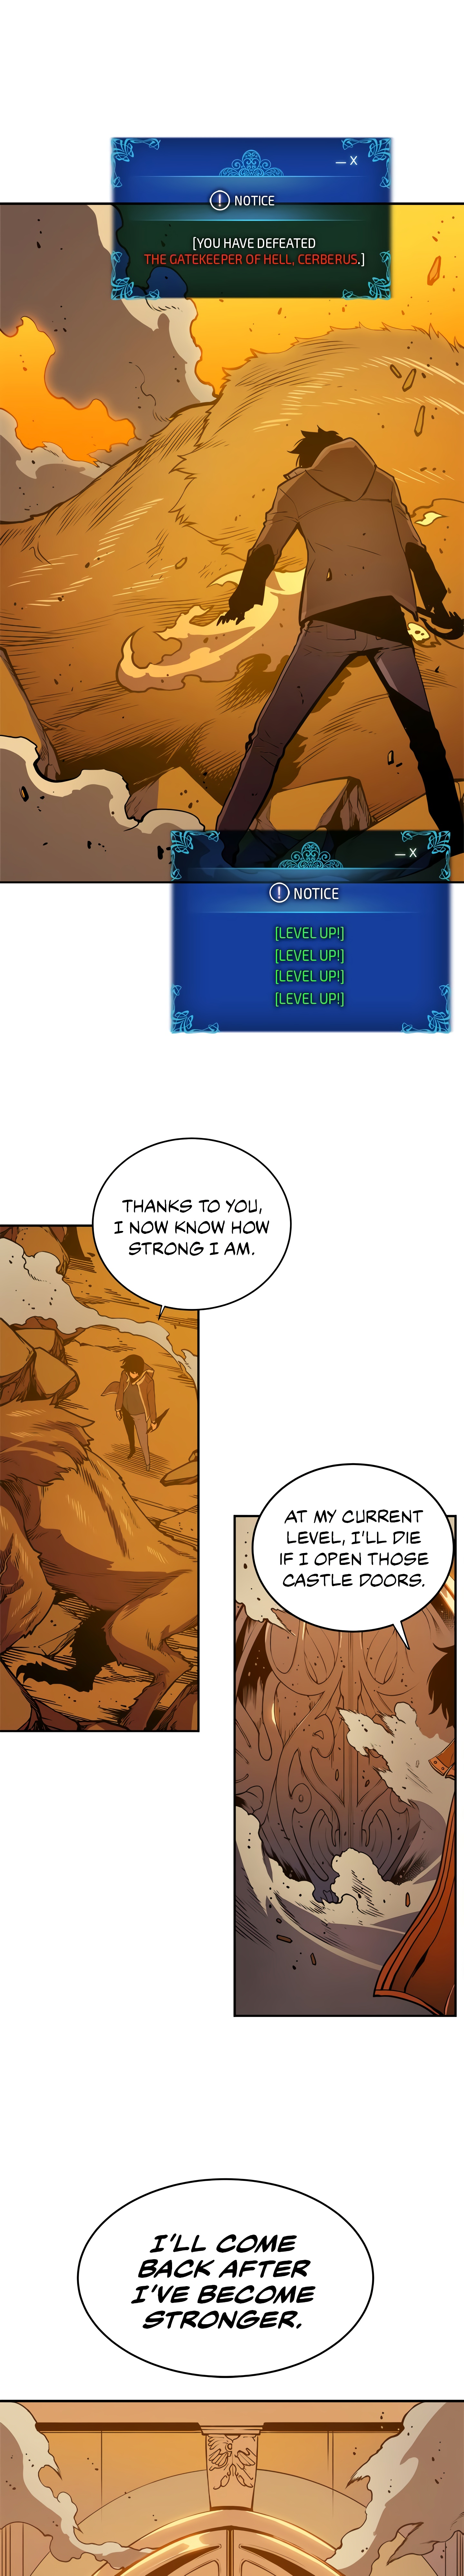 — X
! NOTICE
[YOU HAVE DEFEATED
THE GATEKEEPER OF HELL, CERBERUS.]
— X
! NOTICE
[LEVEL UP!]
[LEVEL UP!]
[LEVEL UP!]
[LEVEL UP!]
THANKS TO YOU,
I NOW KNOW HOW
STRONG I AM.
AT MY CURRENT
LEVEL, I'LL DIE
IF I OPEN THOSE
CASTLE DOORS.
I'LL COME
BACK AFTER
I'VE BECOME
STRONGER.